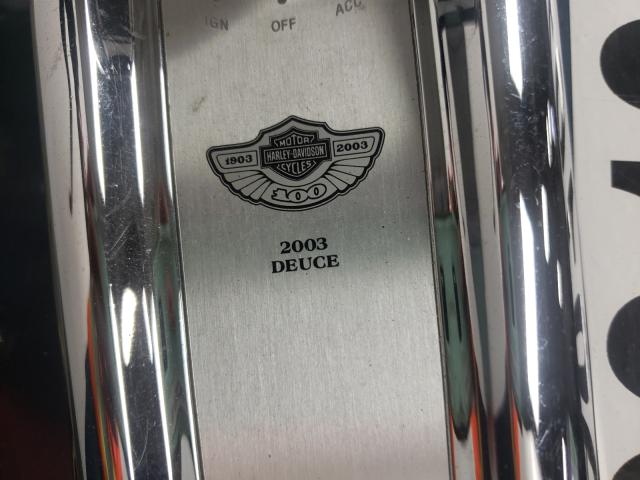 IGN OFF ACC
1903 MOTOR 2003
HARLEY-DAVIDSON
CYCLES
100
2003
DEUCE